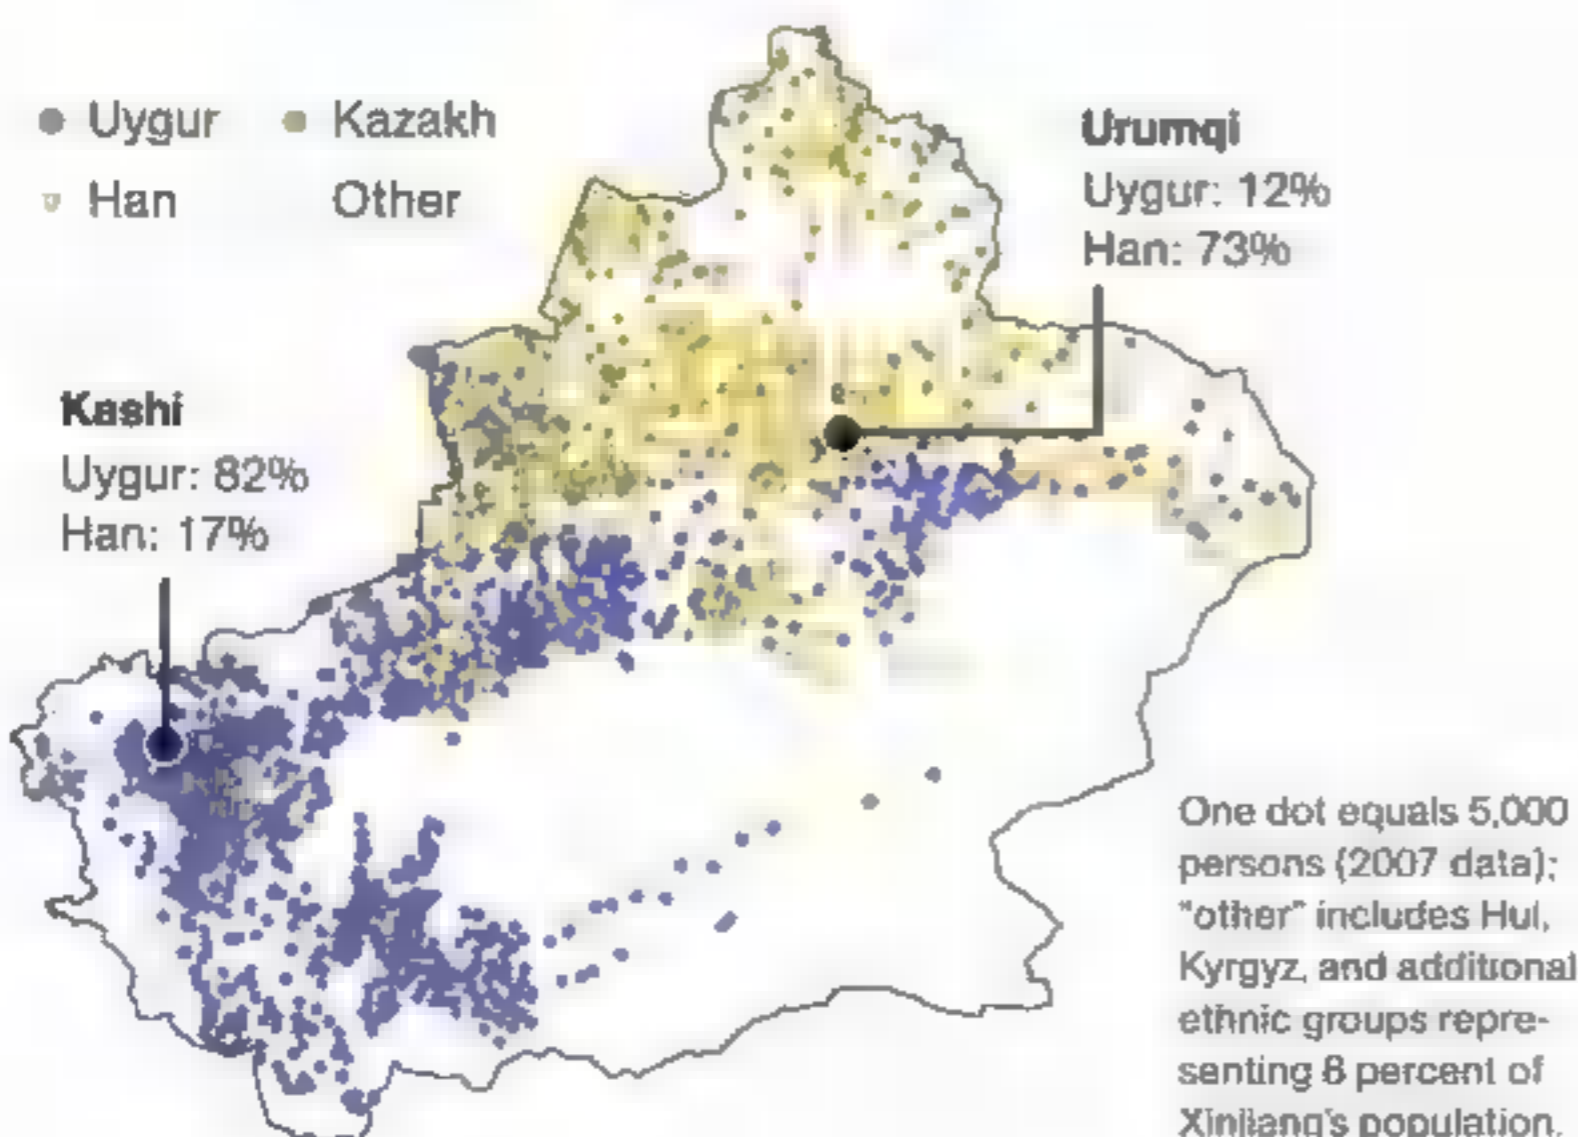 Uygur Kazakh
Han Other
Urumqi
Uygur: 12%
Han: 73%
Kashi
Uygur: 82%
Han: 17%
One dot equals 5,000
persons (2007 data);
"other" includes Hui,
Kyrgyz, and additional
ethnic groups repre-
senting 8 percent of
Xinjiang's population.